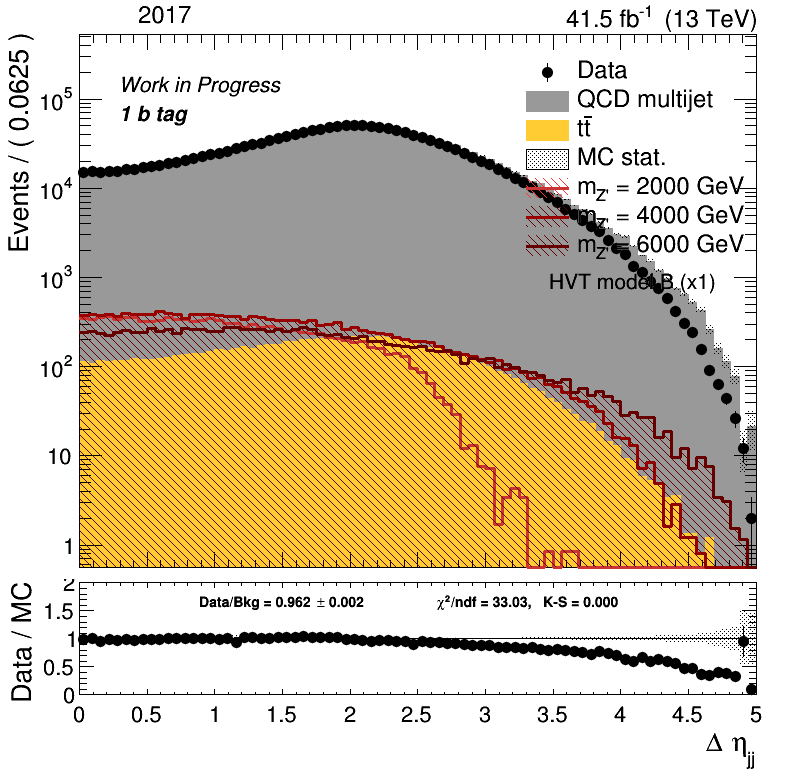 2017
41.5 fb⁻¹ (13 TeV)
Events / ( 0.0625)
Work in Progress
1 b tag
Data
QCD multijet
tt̄
MC stat.
m_Z' = 2000 GeV
m_Z' = 4000 GeV
m_Z' = 6000 GeV
HVT model B (x1)
10⁵
10⁴
10³
10²
10
1
Data / MC
Data/Bkg = 0.962 ± 0.002
χ²/ndf = 33.03, K-S = 0.000
2
1.5
1
0.5
0
0 0.5 1 1.5 2 2.5 3 3.5 4 4.5 5
Δ η_jj